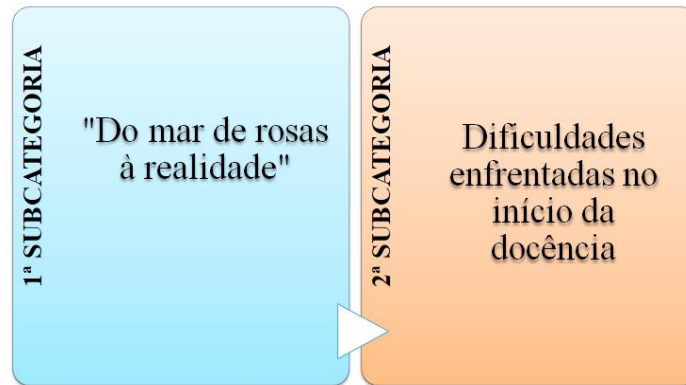 1ª SUBCATEGORIA
"Do mar de rosas
à realidade"
2ª SUBCATEGORIA
Dificuldades
enfrentadas no
início da
docência